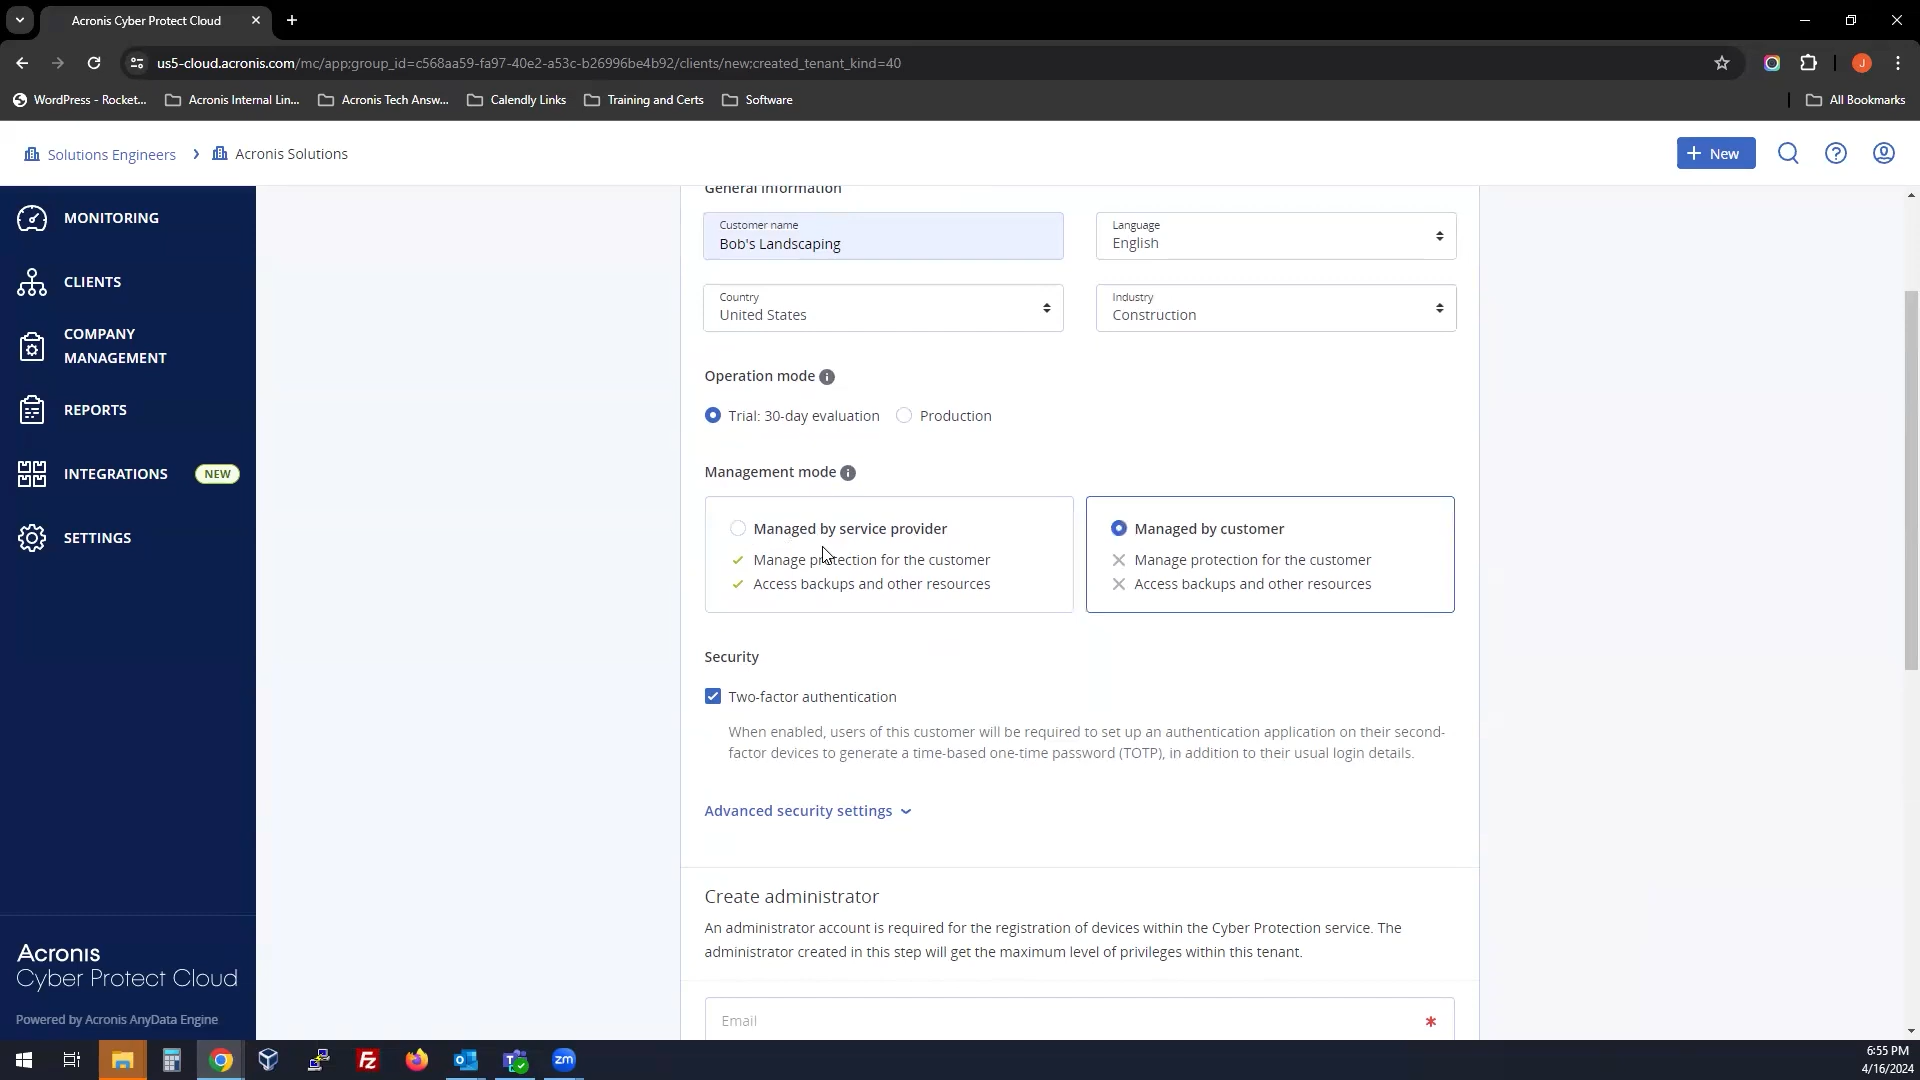 Acronis Cyber Protect Cloud
us5-cloud.acronis.com/mc/app;group_id=c568aa59-fa97-40e2-a53c-b26996be4b92/clients/new;created_tenant_kind=40
WordPress - Rocket... Acronis Internal Lin... Acronis Tech Answ... Calendly Links Training and Certs Software All Bookmarks
Solutions Engineers Acronis Solutions + New
MONITORING
CLIENTS
COMPANY
MANAGEMENT
REPORTS
INTEGRATIONS NEW
SETTINGS
Acronis
Cyber Protect Cloud
Powered by Acronis AnyData Engine
General information
Customer name
Bob's Landscaping
Language
English
Country
United States
Industry
Construction
Operation mode
Trial: 30-day evaluation Production
Management mode
Managed by service provider
Manage protection for the customer
Access backups and other resources
Managed by customer
Manage protection for the customer
Access backups and other resources
Security
Two-factor authentication
When enabled, users of this customer will be required to set up an authentication application on their second-
factor devices to generate a time-based one-time password (TOTP), in addition to their usual login details.
Advanced security settings
Create administrator
An administrator account is required for the registration of devices within the Cyber Protection service. The
administrator created in this step will get the maximum level of privileges within this tenant.
Email *
J
Fz
zm
6:55 PM
4/16/2024